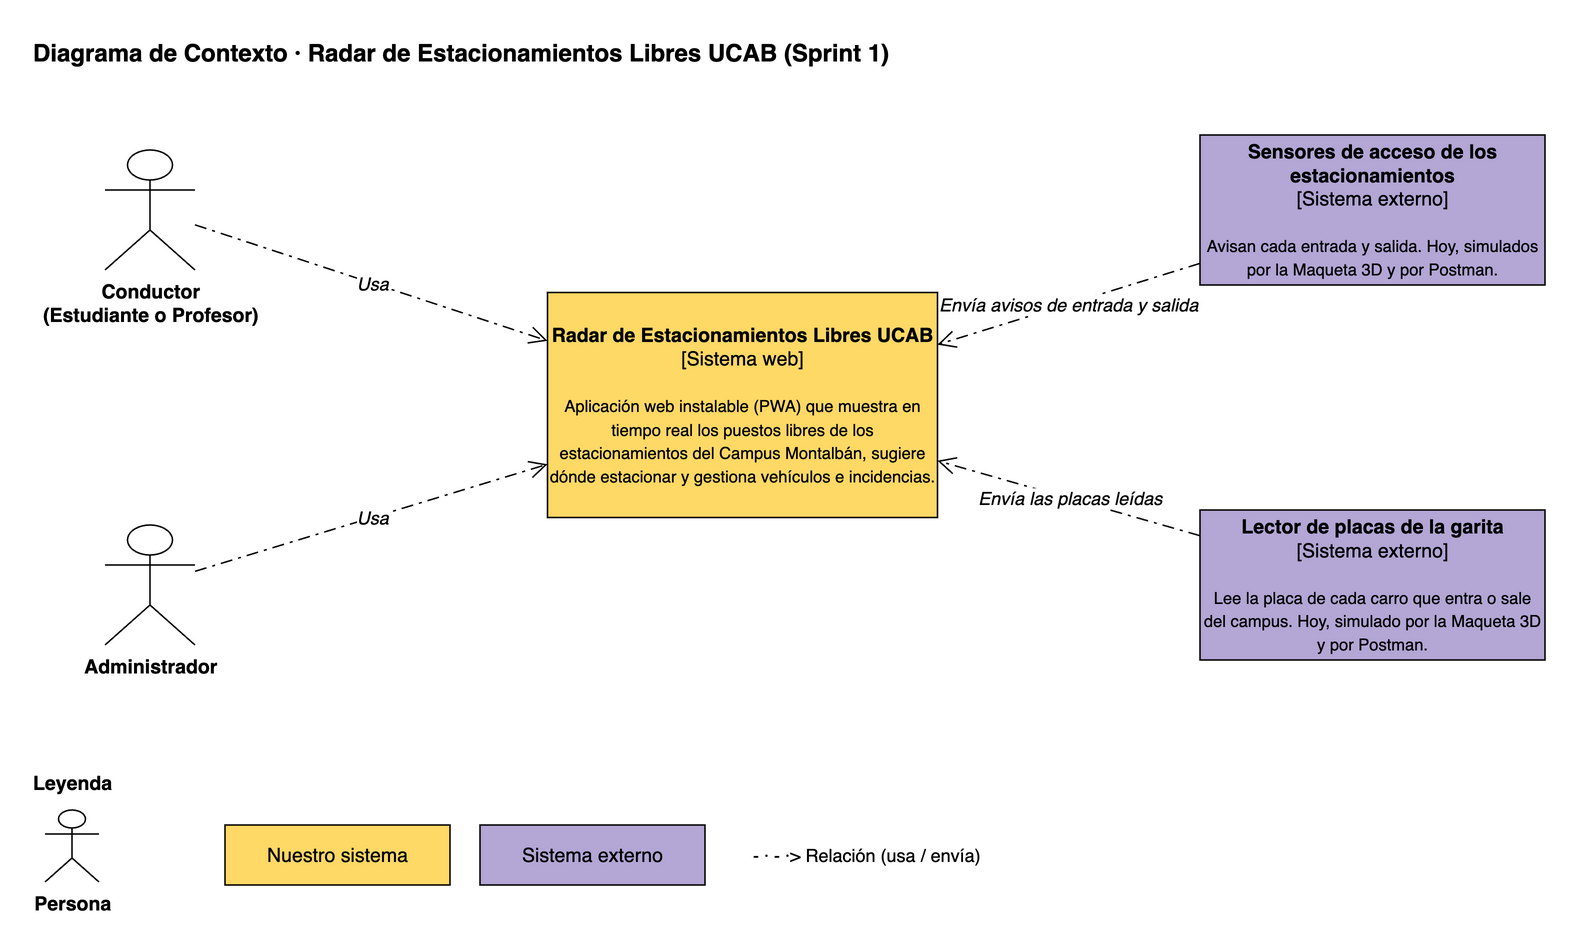 Diagrama de Contexto · Radar de Estacionamientos Libres UCAB (Sprint 1)
Conductor
(Estudiante o Profesor)
Usa
Administrador
Usa
Radar de Estacionamientos Libres UCAB
[Sistema web]
Aplicación web instalable (PWA) que muestra en
tiempo real los puestos libres de los
estacionamientos del Campus Montalbán, sugiere
dónde estacionar y gestiona vehículos e incidencias.
Sensores de acceso de los
estacionamientos
[Sistema externo]
Avisan cada entrada y salida. Hoy, simulados
por la Maqueta 3D y por Postman.
Envía avisos de entrada y salida
Envía las placas leídas
Lector de placas de la garita
[Sistema externo]
Lee la placa de cada carro que entra o sale
del campus. Hoy, simulado por la Maqueta 3D
y por Postman.
Leyenda
Persona
Nuestro sistema
Sistema externo
Relación (usa / envía)